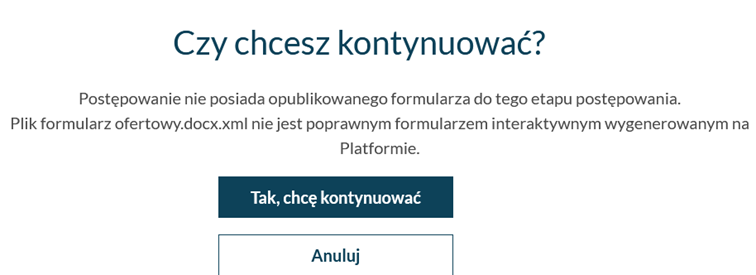 Czy chcesz kontynuować?
Postępowanie nie posiada opublikowanego formularza do tego etapu postępowania.
Plik formularz ofertowy.docx.xml nie jest poprawnym formularzem interaktywnym wygenerowanym na
Platformie.
Tak, chcę kontynuować
Anuluj